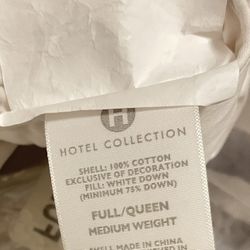 H
HOTEL COLLECTION
SHELL: 100% COTTON
EXCLUSIVE OF DECORATION
FILL: WHITE DOWN
(MINIMUM 75% DOWN)
FULL/QUEEN
MEDIUM WEIGHT
SHELL MADE IN CHINA